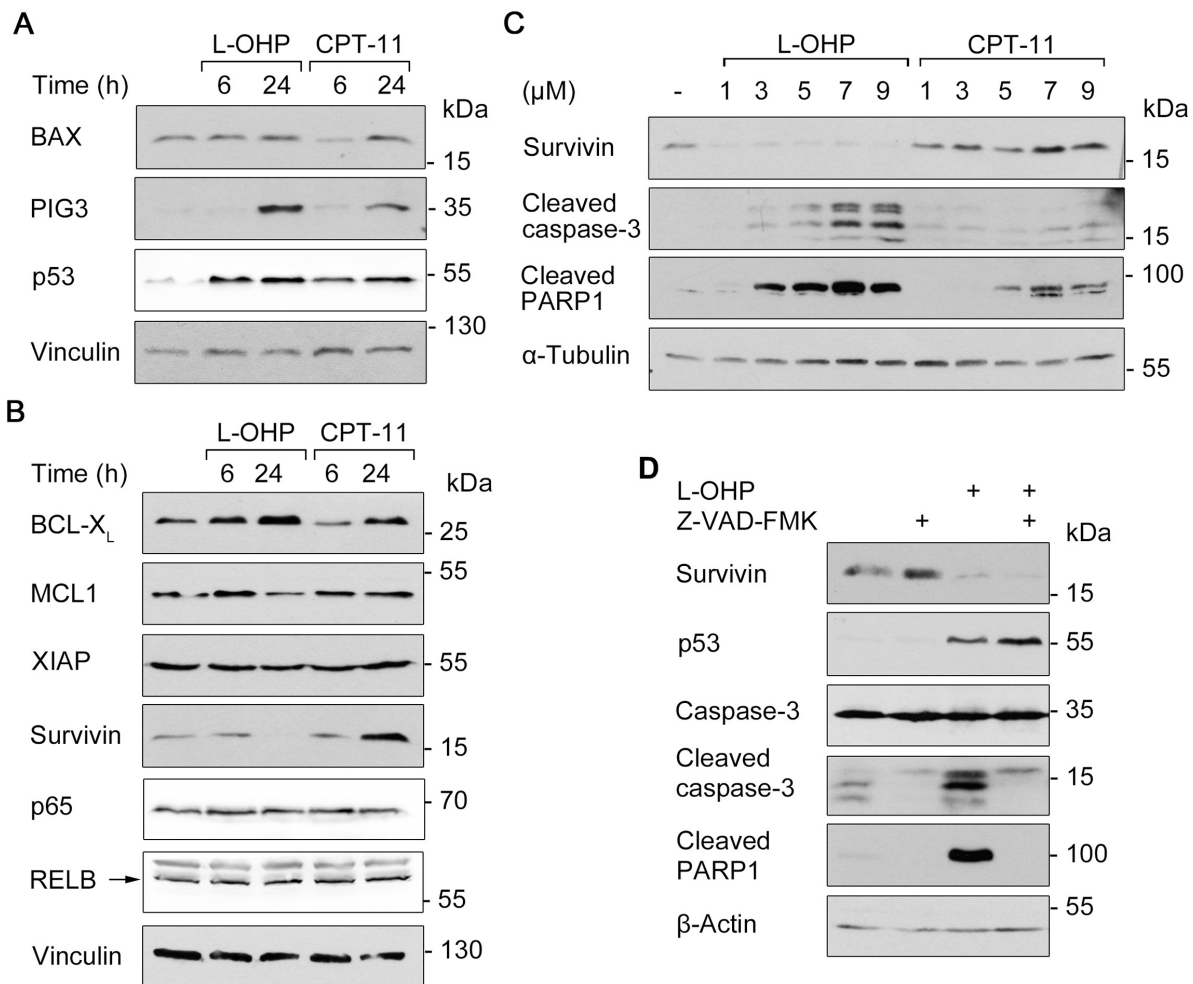 A
L-OHP CPT-11
Time (h) 6 24 6 24
kDa
BAX
- 15
PIG3 - 35
p53 - 55
- 130
Vinculin
B
L-OHP CPT-11
Time (h) 6 24 6 24
kDa
BCL-XL - 25
- 55
MCL1
XIAP - 55
Survivin - 15
p65 - 70
RELB
- 55
Vinculin - 130
C
L-OHP CPT-11
(µM) - 1 3 5 7 9 1 3 5 7 9
kDa
Survivin - 15
Cleaved
caspase-3 - 15
Cleaved - 100
PARP1
α-Tubulin - 55
D
L-OHP + +
Z-VAD-FMK + +
kDa
Survivin - 15
p53 - 55
Caspase-3 - 35
Cleaved - 15
caspase-3
Cleaved
PARP1 - 100
- 55
β-Actin